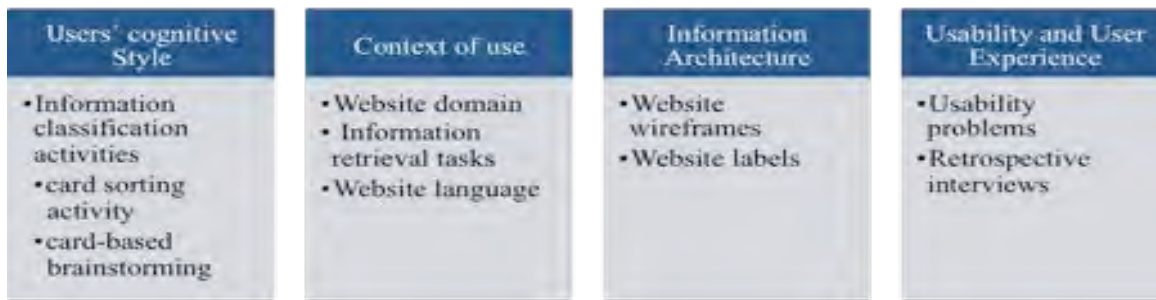 Users' cognitive
Style
•Information
classification
activities
•card sorting
activity
•card-based
brainstorming
Context of use
•Website domain
• Information
retrieval tasks
•Website language
Information
Architecture
•Website
wireframes
•Website labels
Usability and User
Experience
•Usability
problems
•Retrospective
interviews